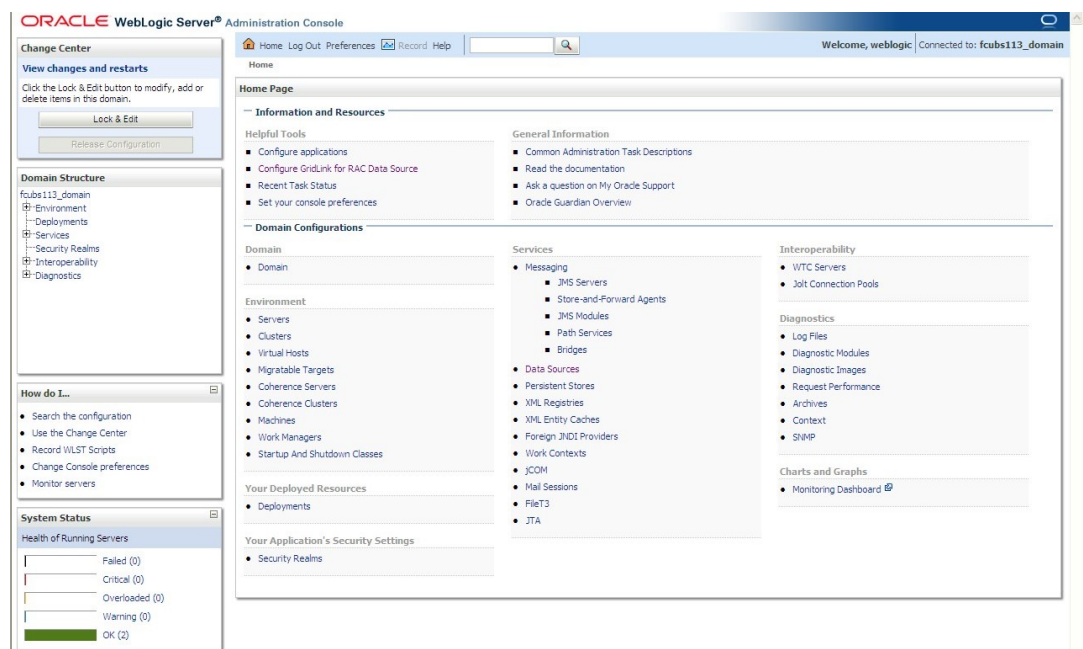 ORACLE WebLogic Server® Administration Console
Change Center
View changes and restarts
Click the Lock & Edit button to modify, add or
delete items in this domain.
Lock & Edit
Release Configuration
Domain Structure
fcubs113_domain
Environment
Deployments
Services
Security Realms
Interoperability
Diagnostics
How do I...
Search the configuration
Use the Change Center
Record WLST Scripts
Change Console preferences
Monitor servers
System Status
Health of Running Servers
Failed (0)
Critical (0)
Overloaded (0)
Warning (0)
OK (2)
Home Log Out Preferences Record Help
Welcome, weblogic Connected to: fcubs113_domain
Home
Home Page
Information and Resources
Helpful Tools
Configure applications
Configure GridLink for RAC Data Source
Recent Task Status
Set your console preferences
General Information
Common Administration Task Descriptions
Read the documentation
Ask a question on My Oracle Support
Oracle Guardian Overview
Domain Configurations
Domain
Domain
Environment
Servers
Clusters
Virtual Hosts
Migratable Targets
Coherence Servers
Coherence Clusters
Machines
Work Managers
Startup And Shutdown Classes
Your Deployed Resources
Deployments
Your Application's Security Settings
Security Realms
Services
Messaging
JMS Servers
Store-and-Forward Agents
JMS Modules
Path Services
Bridges
Data Sources
Persistent Stores
XML Registries
XML Entity Caches
Foreign JNDI Providers
Work Contexts
jCOM
Mail Sessions
FileT3
JTA
Interoperability
WTC Servers
Jolt Connection Pools
Diagnostics
Log Files
Diagnostic Modules
Diagnostic Images
Request Performance
Archives
Context
SNMP
Charts and Graphs
Monitoring Dashboard